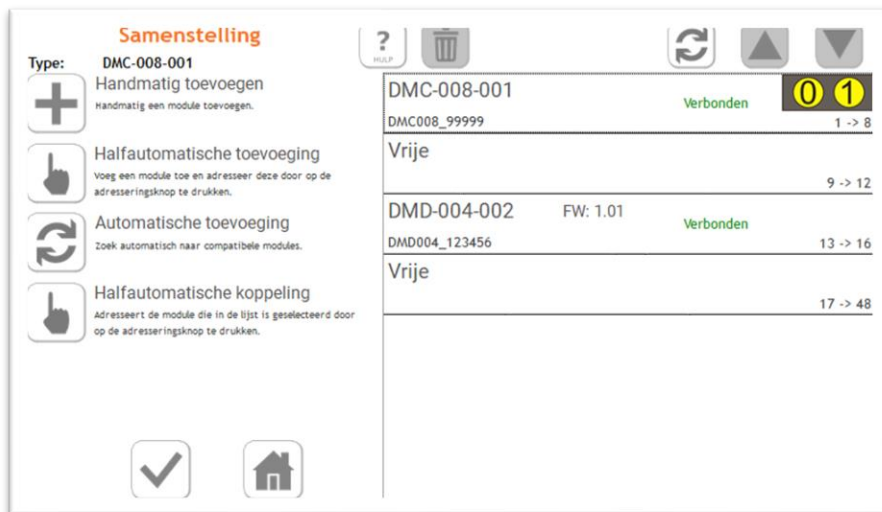 Samenstelling
Type: DMC-008-001
Handmatig toevoegen
Handmatig een module toevoegen.
Halfautomatische toevoeging
Voeg een module toe en adresseer deze door op de
adresseringsknop te drukken.
Automatische toevoeging
Zoek automatisch naar compatibele modules.
Halfautomatische koppeling
Adresseert de module die in de lijst is geselecteerd door
op de adresseringsknop te drukken.
?
HULP
DMC-008-001
Verbonden
0 1
DMC008_99999
1 -> 8
Vrije
9 -> 12
DMD-004-002 FW: 1.01
Verbonden
DMD004_123456
13 -> 16
Vrije
17 -> 48